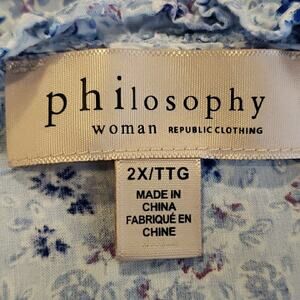 philosophy
woman REPUBLIC CLOTHING
2X/TTG
MADE IN
CHINA
FABRIQUÉ EN
CHINE